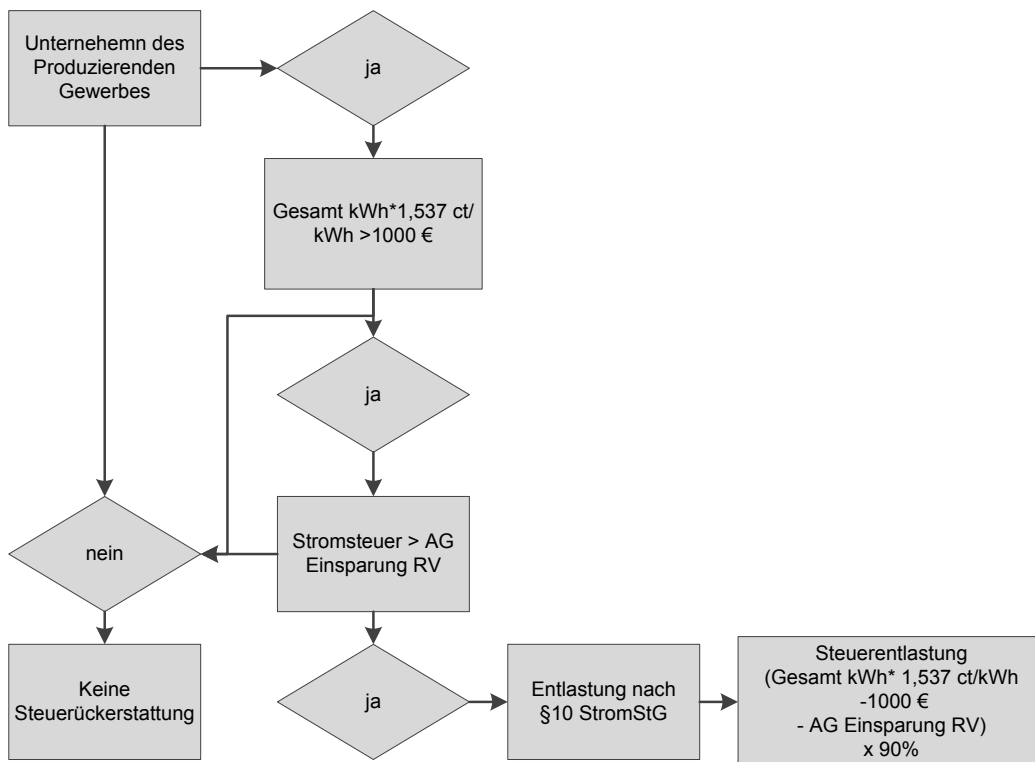 Unternehemn des
Produzierenden
Gewerbes
ja
Gesamt kWh*1,537 ct/
kWh >1000 €
ja
nein
Stromsteuer > AG
Einsparung RV
Keine
Steuerückerstattung
ja
Entlastung nach
§10 StromStG
Steuerentlastung
(Gesamt kWh* 1,537 ct/kWh
-1000 €
- AG Einsparung RV)
x 90%